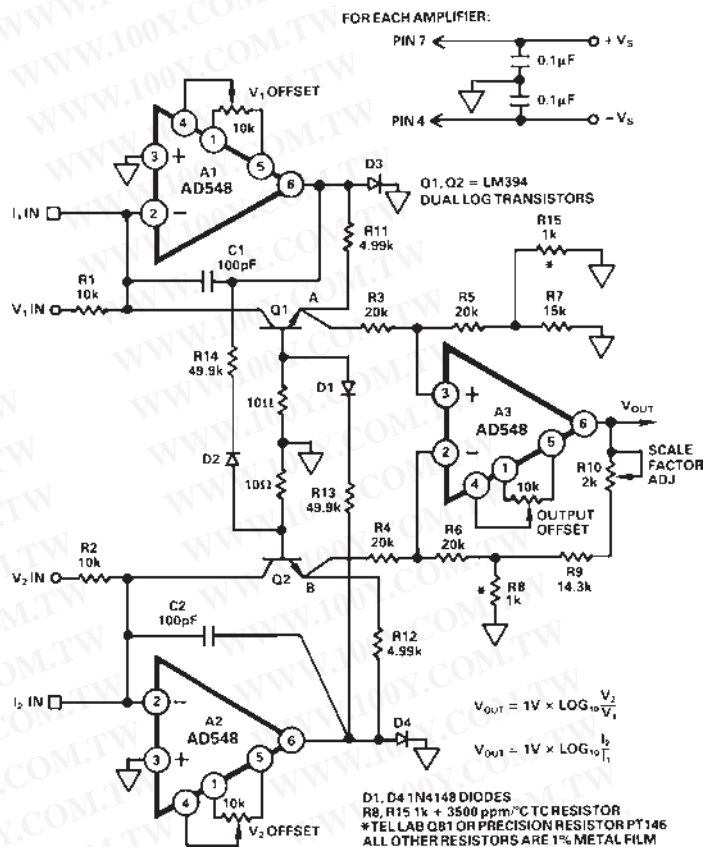 FOR EACH AMPLIFIER:
PIN 7
+ VS
0.1µF
0.1µF
PIN 4
− VS
V1 OFFSET
10k
4
1
5
3
+
A1
AD548
6
2
−
I1 IN
D3
Q1, Q2 = LM394
DUAL LOG TRANSISTORS
R11
4.99k
R15
1k
*
C1
100pF
R1
10k
V1 IN
Q1
A
R3
20k
R5
20k
R7
15k
R14
49.9k
D1
10Ω
3
+
A3
AD548
6
VOUT
5
2
−
1
4
10k
OUTPUT
OFFSET
SCALE
FACTOR
ADJ
R10
2k
D2
10Ω
R13
49.9k
R2
10k
V2 IN
Q2
B
R4
20k
R6
20k
R9
14.3k
*
R8
1k
C2
100pF
R12
4.99k
I2 IN
2
−
A2
AD548
6
3
+
5
1
4
10k
V2 OFFSET
D4
VOUT = 1V × LOG10 V2/V1
VOUT = 1V × LOG10 I2/I1
D1, D4 1N4148 DIODES
R8, R15 1k + 3500 ppm/°C TC RESISTOR
*TEL LAB Q81 OR PRECISION RESISTOR PT146
ALL OTHER RESISTORS ARE 1% METAL FILM
WWW.100Y.COM.TW